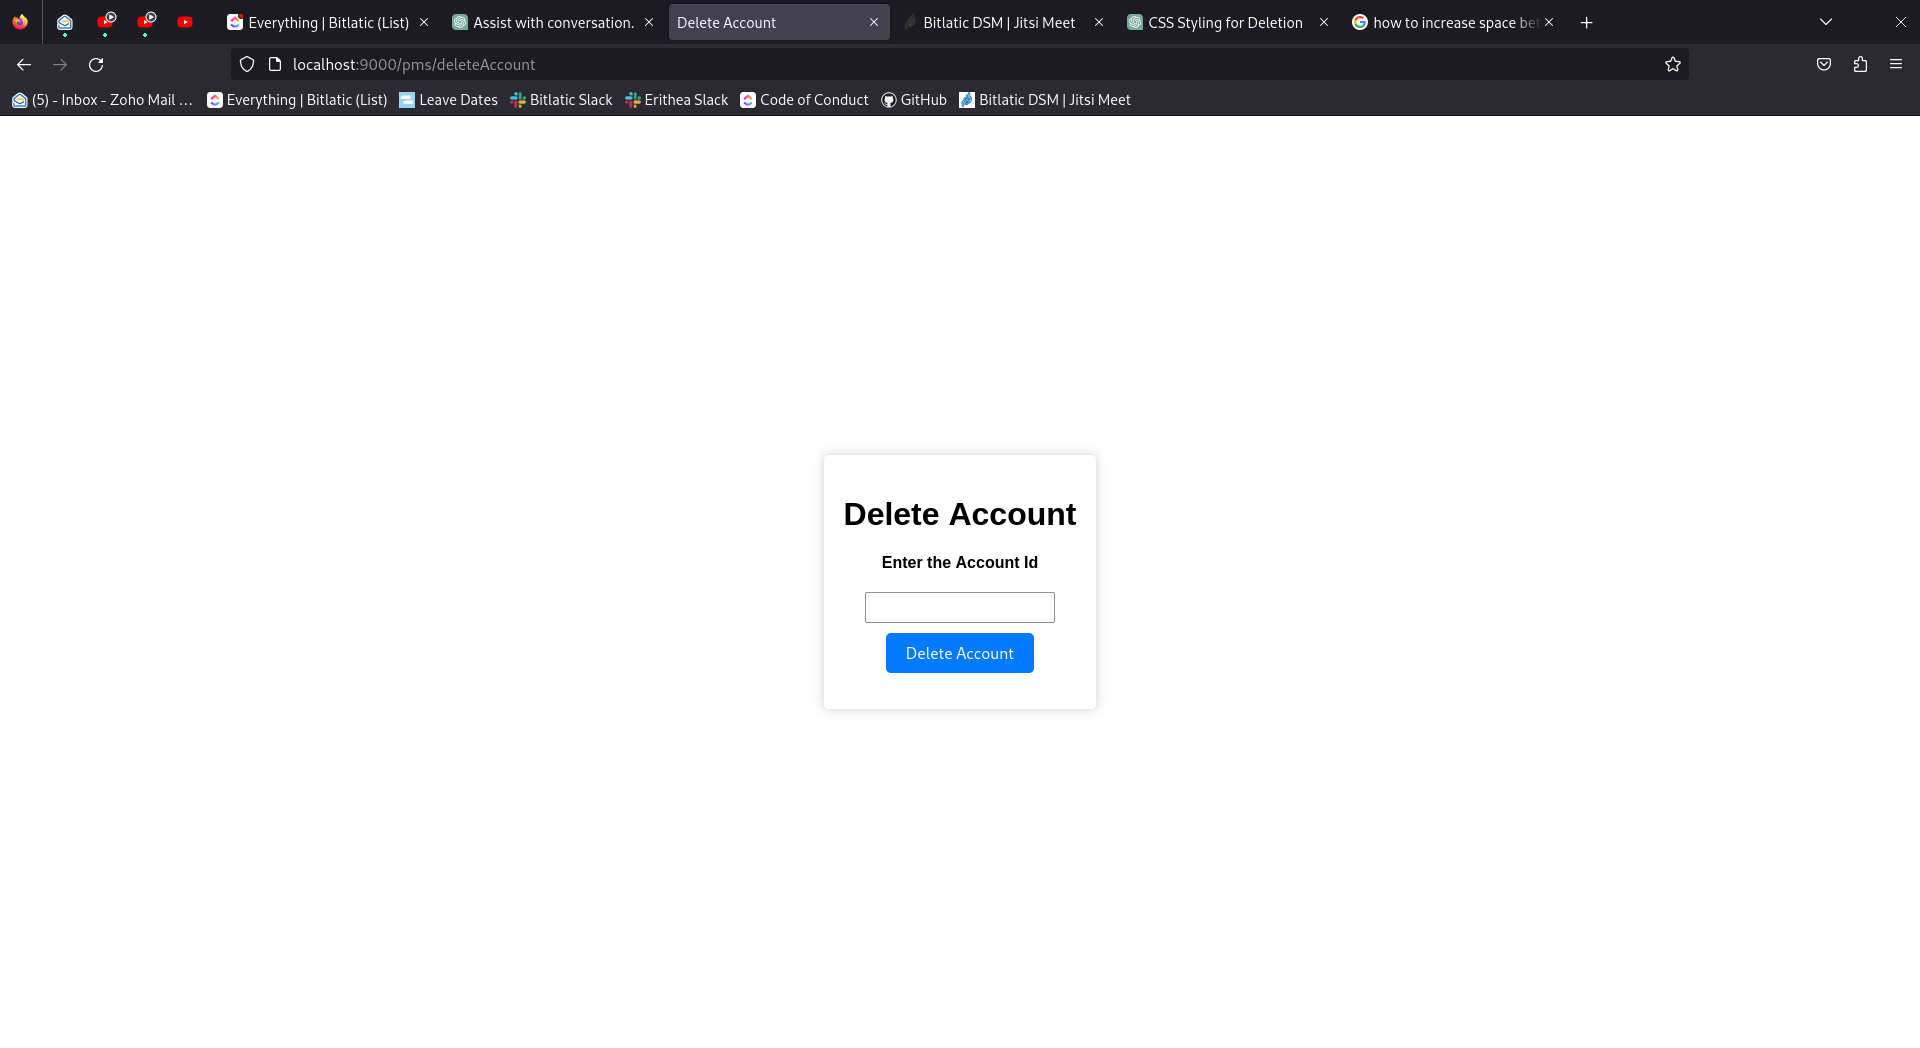 Everything | Bitlatic (List)
Assist with conversation.
Delete Account
Bitlatic DSM | Jitsi Meet
CSS Styling for Deletion
how to increase space bet
localhost:9000/pms/deleteAccount
(5) - Inbox - Zoho Mail …
Everything | Bitlatic (List)
Leave Dates
Bitlatic Slack
Erithea Slack
Code of Conduct
GitHub
Bitlatic DSM | Jitsi Meet
Delete Account
Enter the Account Id
Delete Account